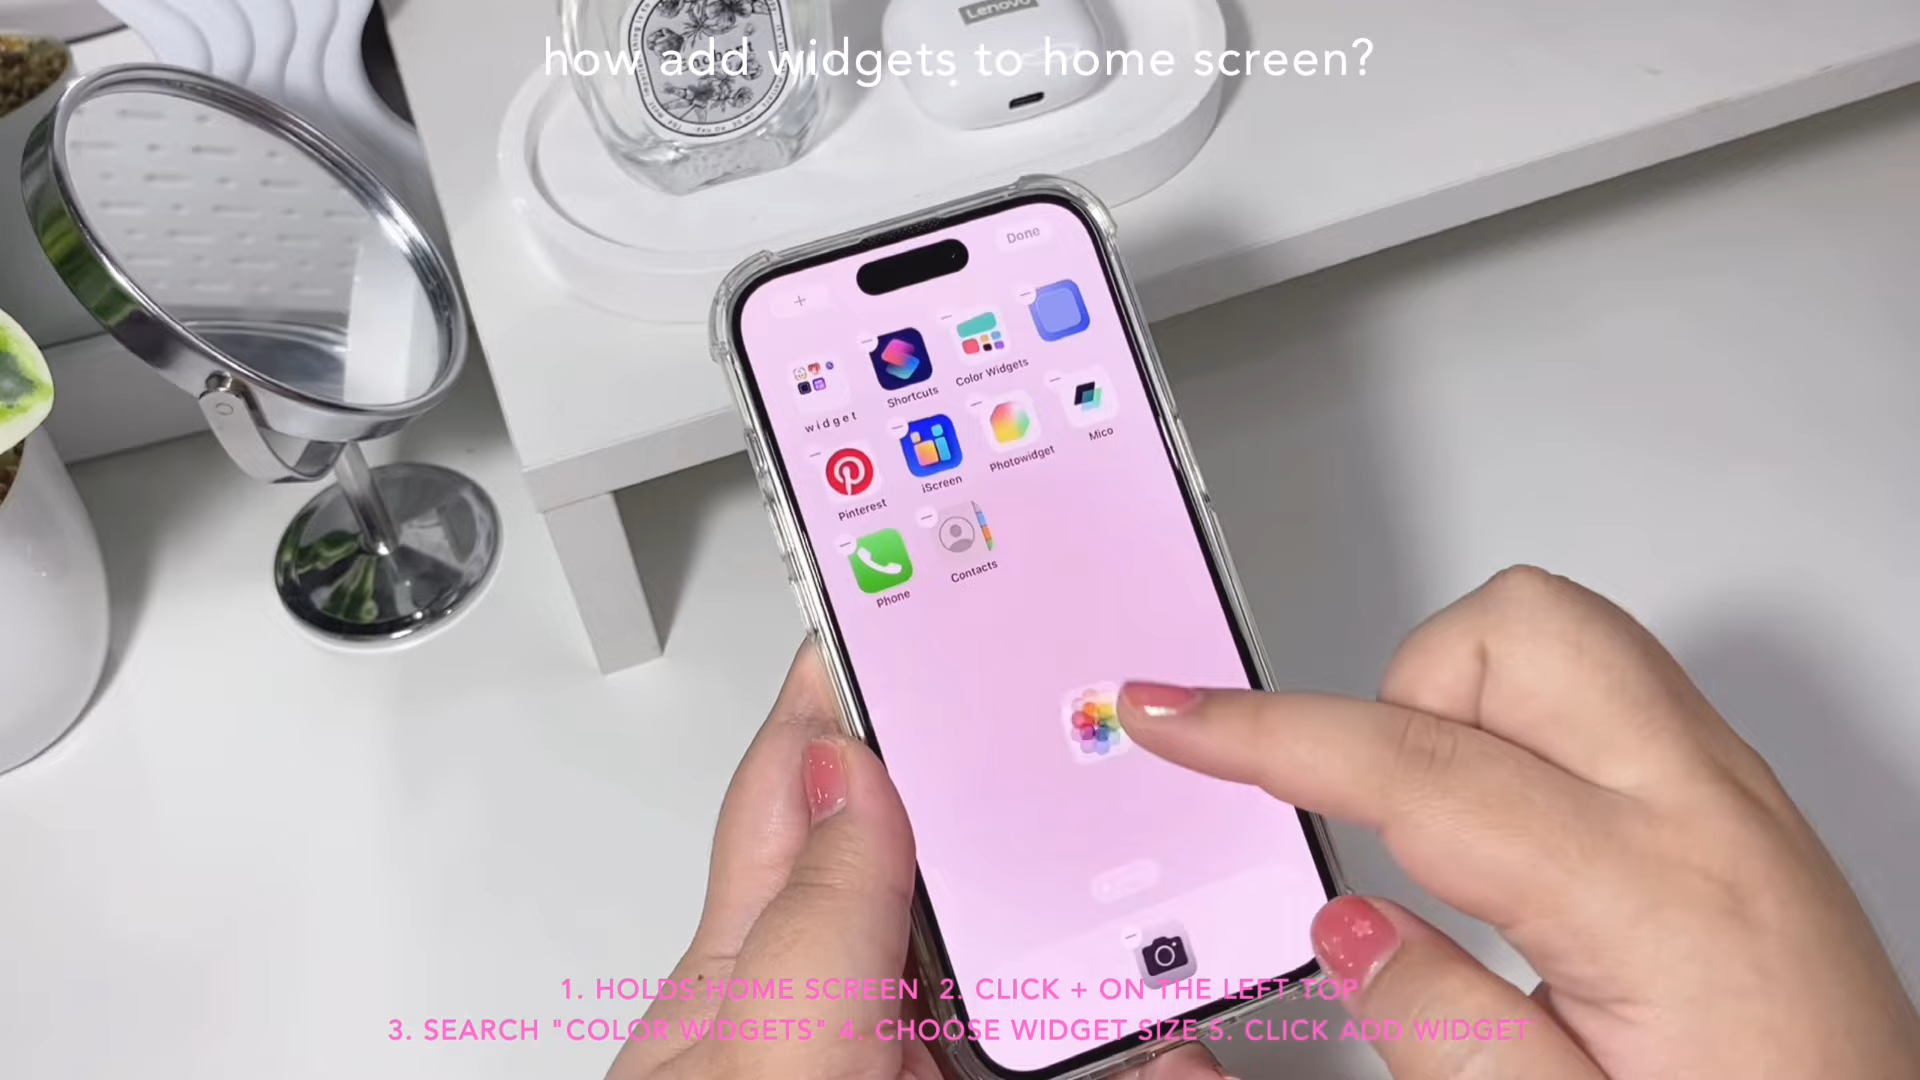 Lenovo
how add widgets to home screen?
Done
+
widget
Shortcuts
Color Widgets
Pinterest
iScreen
Photowidget
Mico
Phone
Contacts
1. HOLDS HOME SCREEN 2. CLICK + ON THE LEFT TOP
3. SEARCH "COLOR WIDGETS" 4. CHOOSE WIDGET SIZE 5. CLICK ADD WIDGET